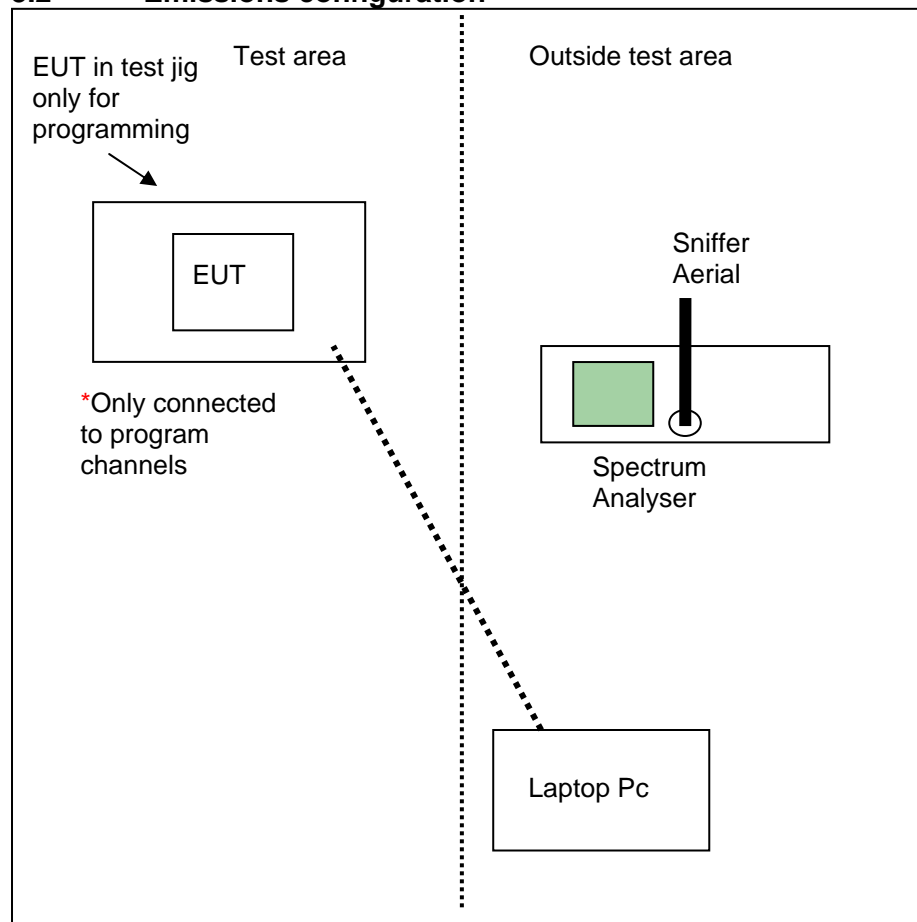 Emissions configuration
Test area
Outside test area
EUT in test jig
only for
programming
EUT
Sniffer
Aerial
*Only connected
to program
channels
Spectrum
Analyser
Laptop Pc